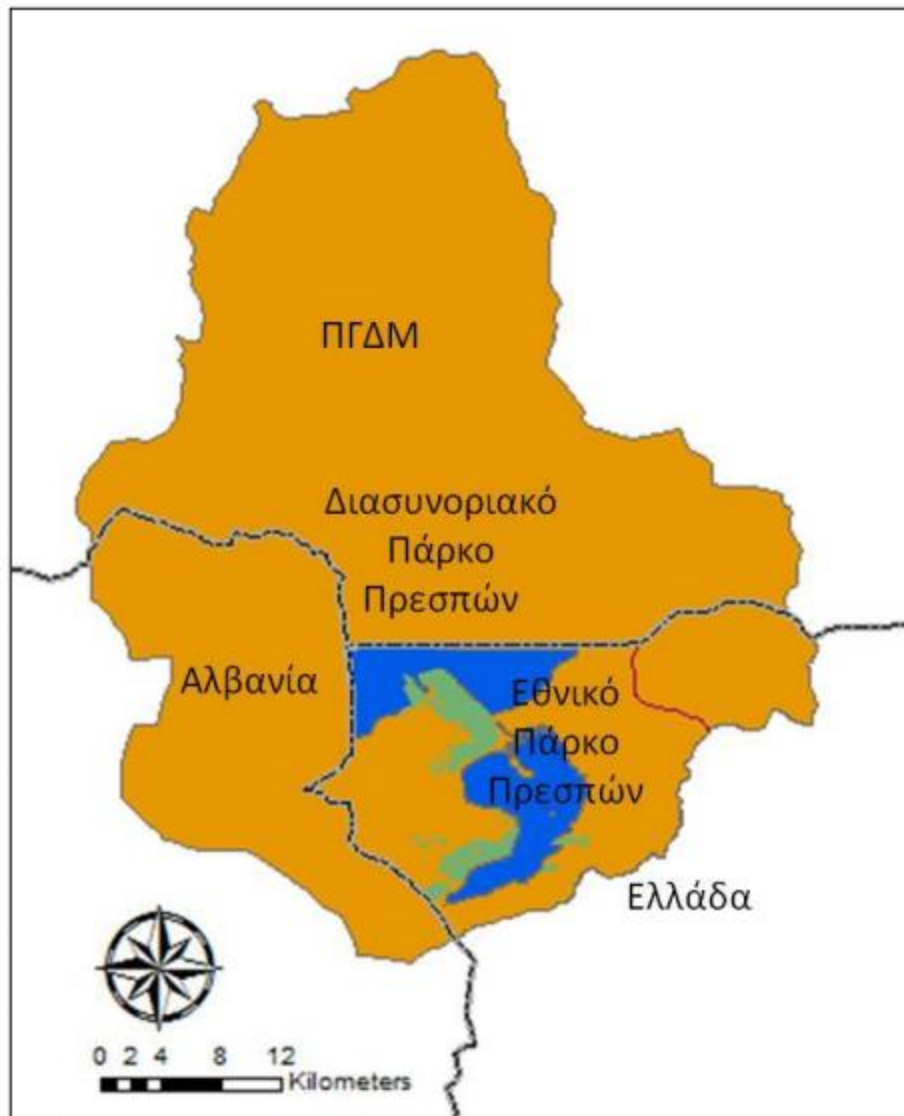 ΠΓΔΜ
Διασυνοριακό
Πάρκο
Πρεσπών
Αλβανία
Εθνικό
Πάρκο
Πρεσπών
Ελλάδα
0 2 4 8 12
Kilometers